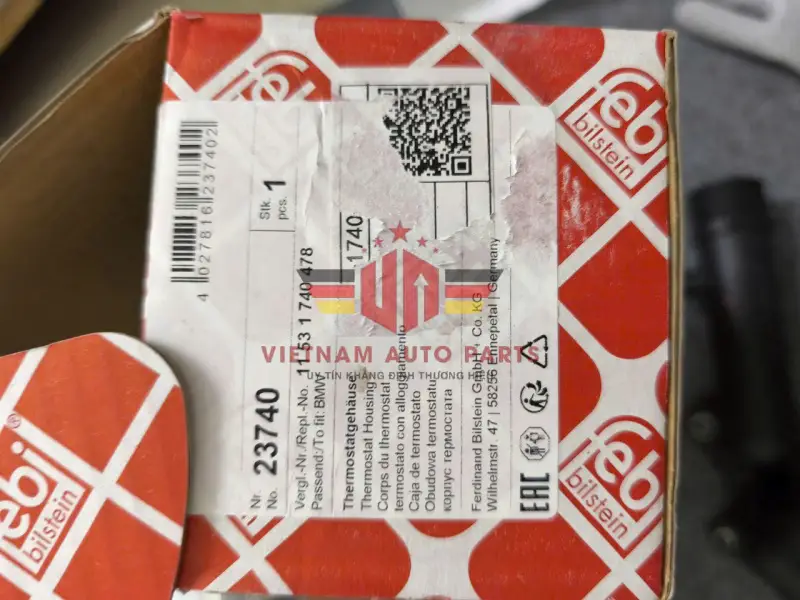 febi
bilstein
4 027816 237402
Stk.
pcs. 1
Nr.
No. 23740
Vergl.-Nr./Repl.-No. 11 53 1 740 478
Passend:/To fit: BMW
1740
Thermostatgehäuse
Thermostat Housing
Corps du thermostat
termostato con alloggiamento
Caja de termostato
Obudowa termostatu
корпус термостата
Ferdinand Bilstein GmbH + Co. KG
Wilhelmstr. 47 | 58256 Ennepetal | Germany
EAC
VIETNAM AUTO PARTS
UY TÍN KHẲNG ĐỊNH THƯƠNG HIỆU
febi
bilstein
febi
bilstein
®